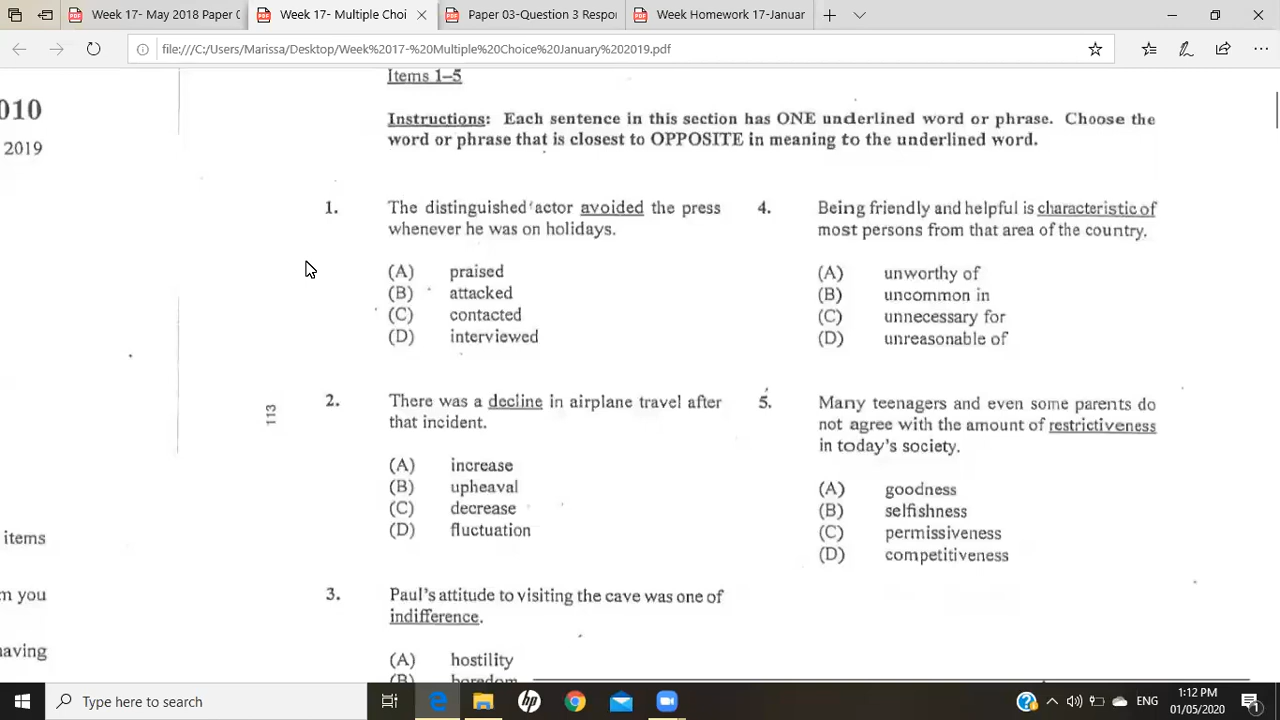 Week 17- May 2018 Paper (
Week 17- Multiple Choi
Paper 03-Question 3 Respo
Week Homework 17-Januar
file:///C:/Users/Marissa/Desktop/Week%2017-%20Multiple%20Choice%20January%202019.pdf
010
2019
113
items
m you
aving
Items 1–5
Instructions: Each sentence in this section has ONE underlined word or phrase. Choose the
word or phrase that is closest to OPPOSITE in meaning to the underlined word.
1. The distinguished actor avoided the press
whenever he was on holidays.
(A) praised
(B) attacked
(C) contacted
(D) interviewed
2. There was a decline in airplane travel after
that incident.
(A) increase
(B) upheaval
(C) decrease
(D) fluctuation
3. Paul's attitude to visiting the cave was one of
indifference.
(A) hostility
(B) boredom
4. Being friendly and helpful is characteristic of
most persons from that area of the country.
(A) unworthy of
(B) uncommon in
(C) unnecessary for
(D) unreasonable of
5. Many teenagers and even some parents do
not agree with the amount of restrictiveness
in today's society.
(A) goodness
(B) selfishness
(C) permissiveness
(D) competitiveness
Type here to search
hp
ENG
1:12 PM
01/05/2020